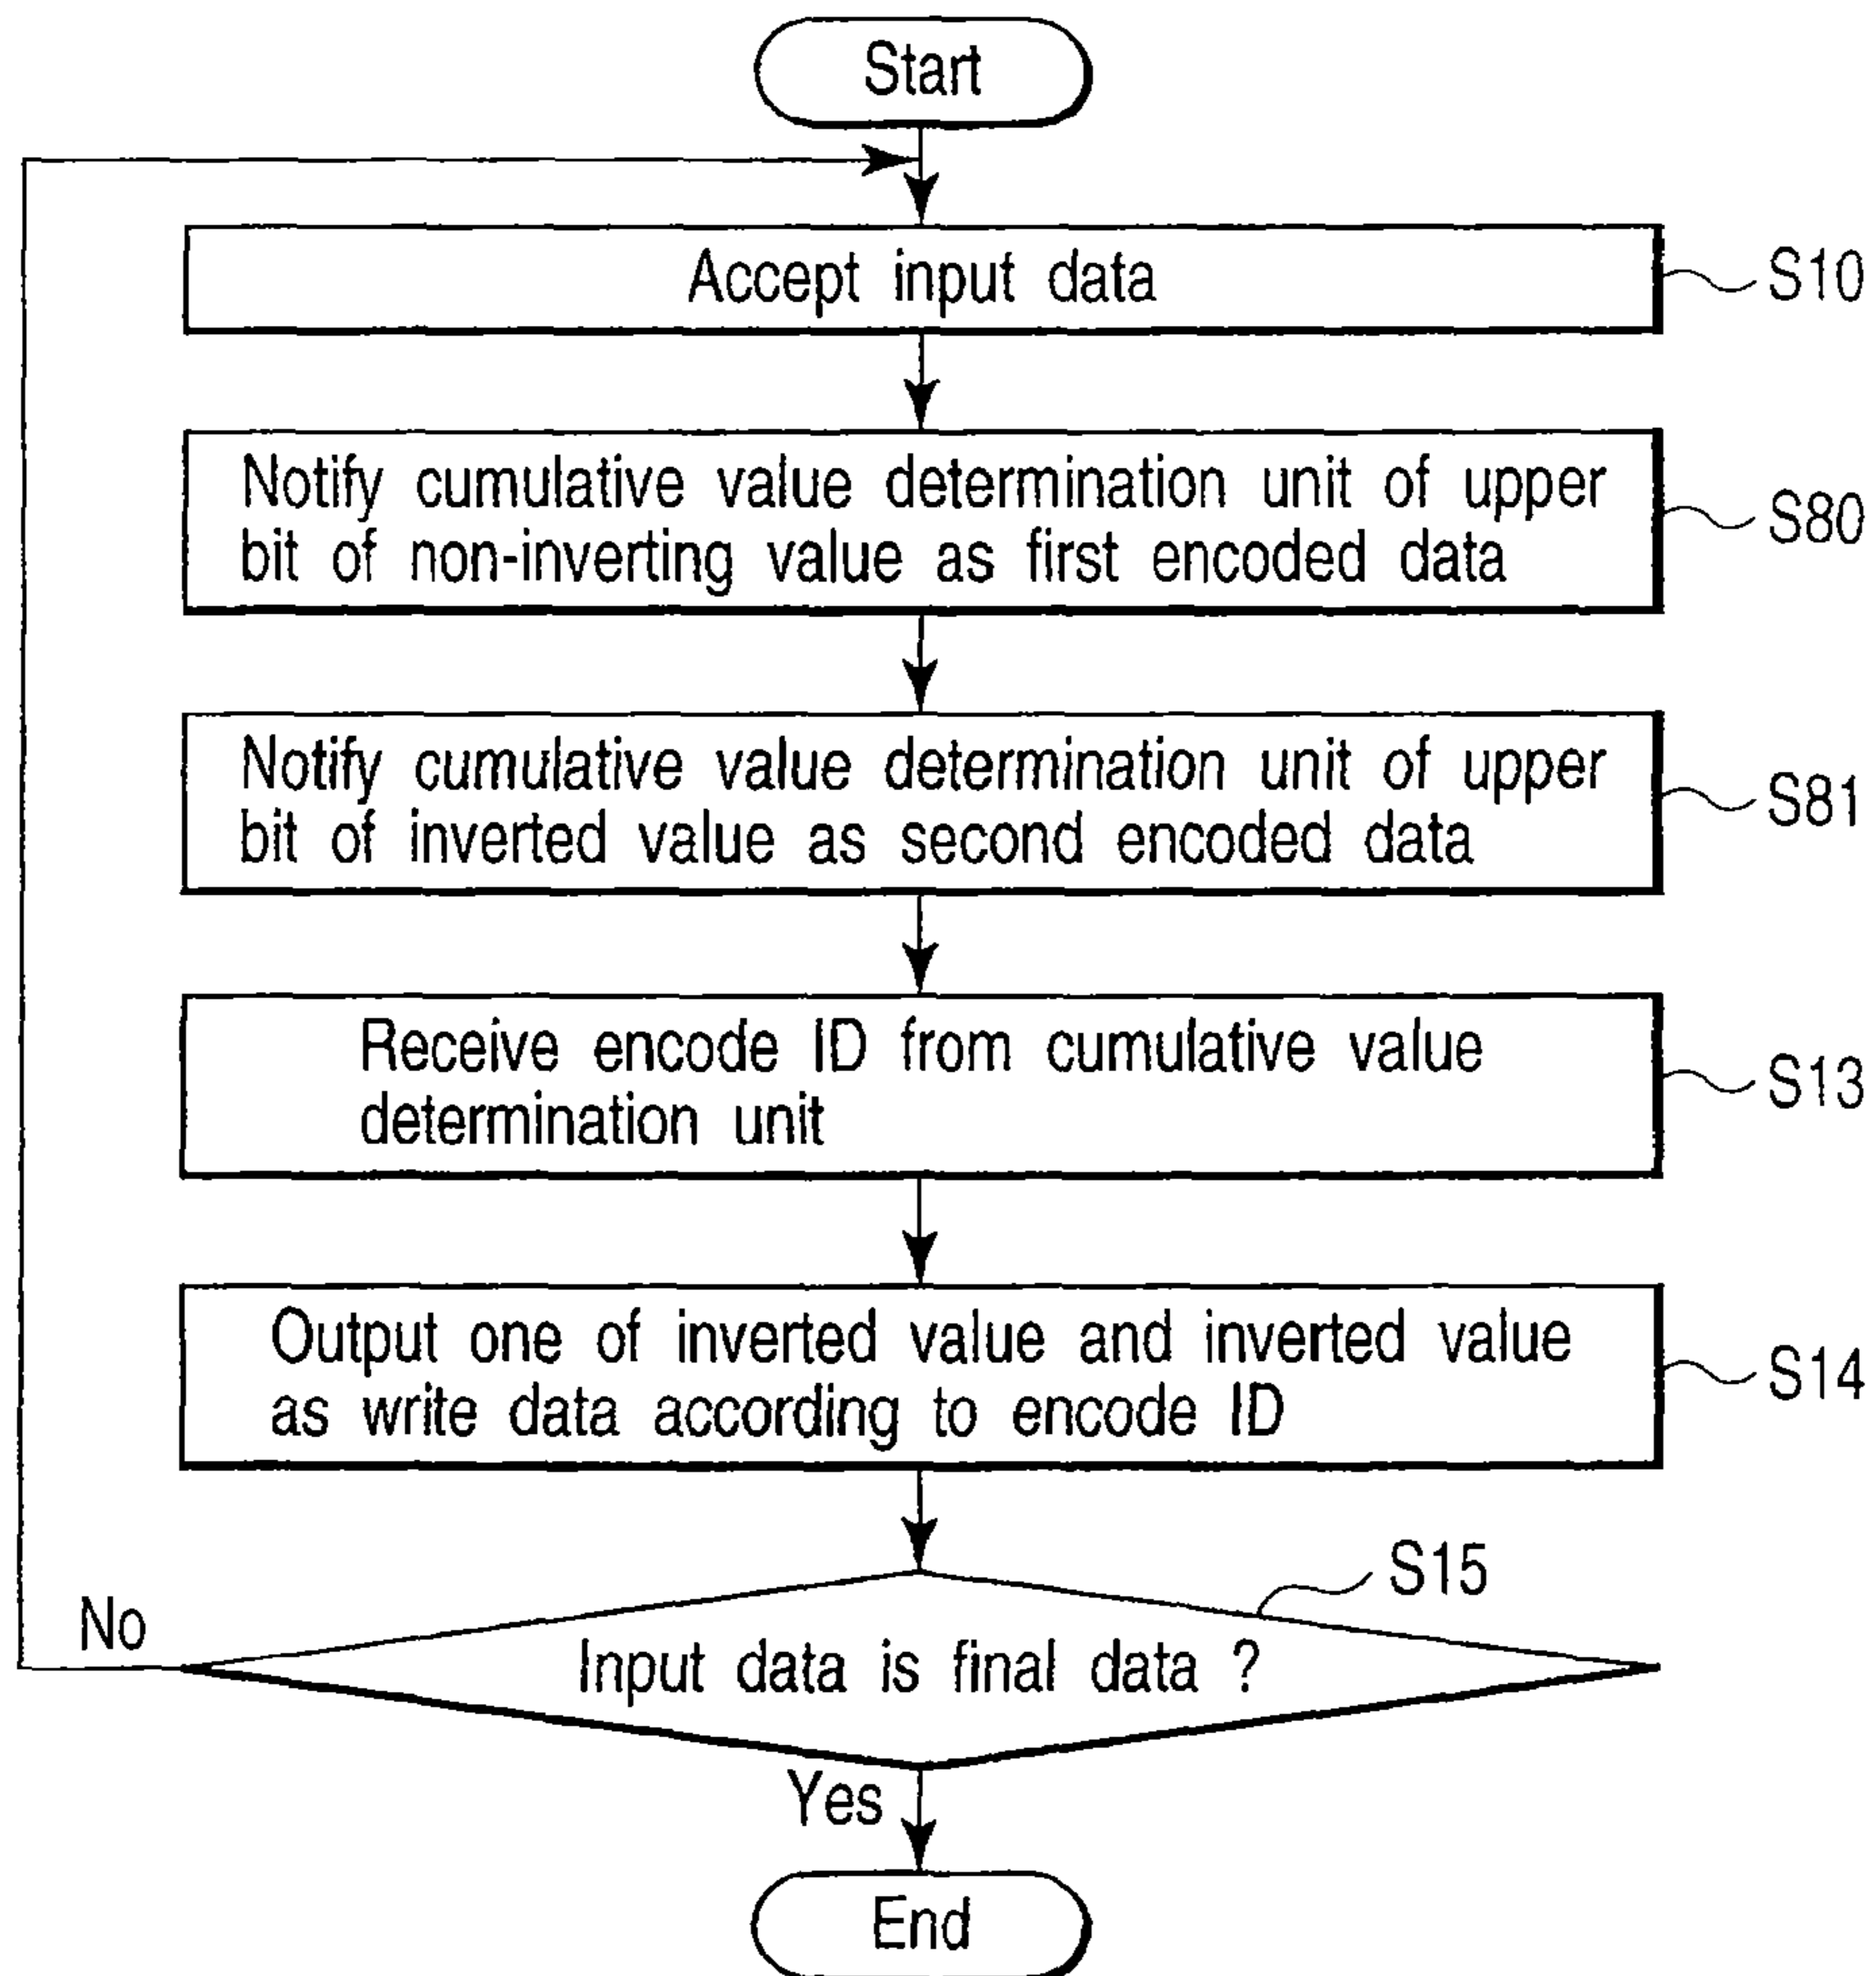 Start
Accept input data
S10
Notify cumulative value determination unit of upper
bit of non-inverting value as first encoded data
S80
Notify cumulative value determination unit of upper
bit of inverted value as second encoded data
S81
Receive encode ID from cumulative value
determination unit
S13
Output one of inverted value and inverted value
as write data according to encode ID
S14
S15
Input data is final data ?
No
Yes
End